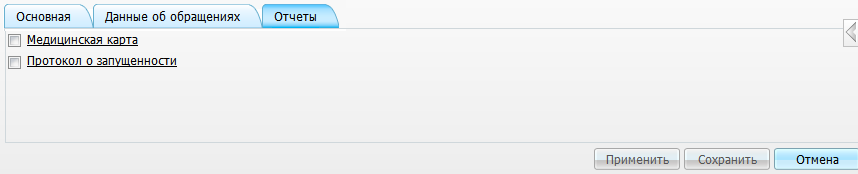 Основная Данные об обращениях Отчеты
Медицинская карта
Протокол о запущенности
Применить Сохранить Отмена